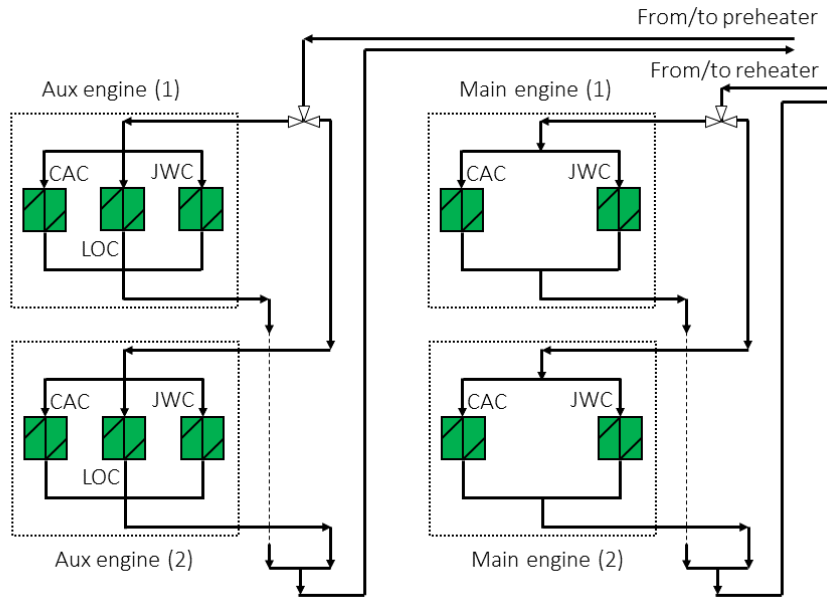 From/to preheater
From/to reheater
Aux engine (1)
Main engine (1)
CAC
JWC
LOC
CAC
JWC
CAC
JWC
LOC
CAC
JWC
Aux engine (2)
Main engine (2)